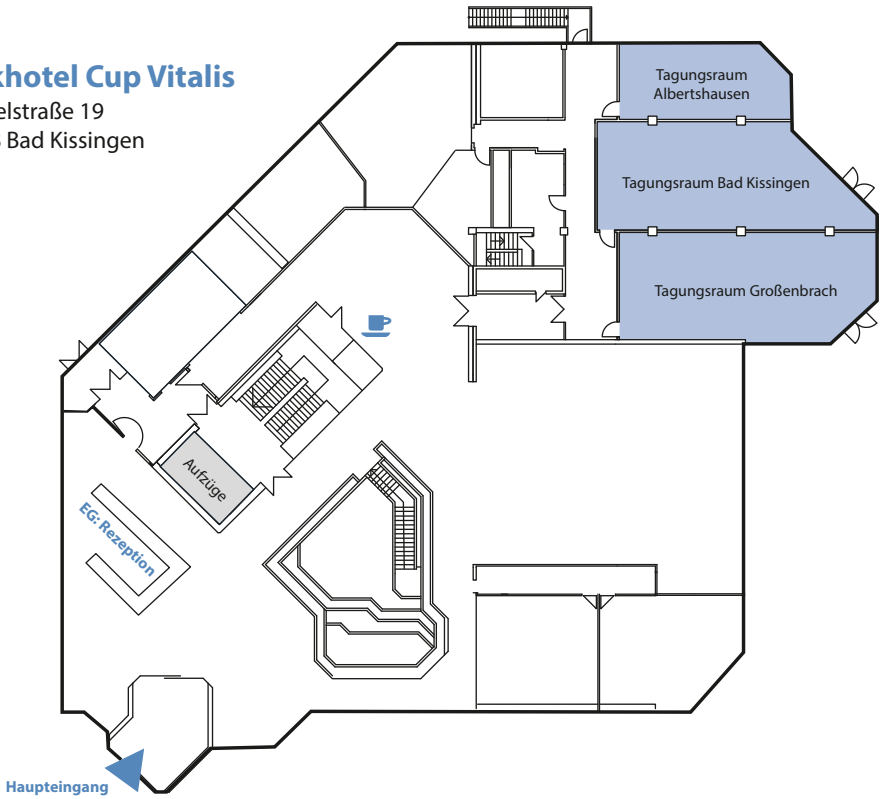 khotel Cup Vitalis
elstraße 19
Bad Kissingen
Tagungsraum
Albertshausen
Tagungsraum Bad Kissingen
Tagungsraum Großenbrach
Aufzüge
EG: Rezeption
Haupteingang